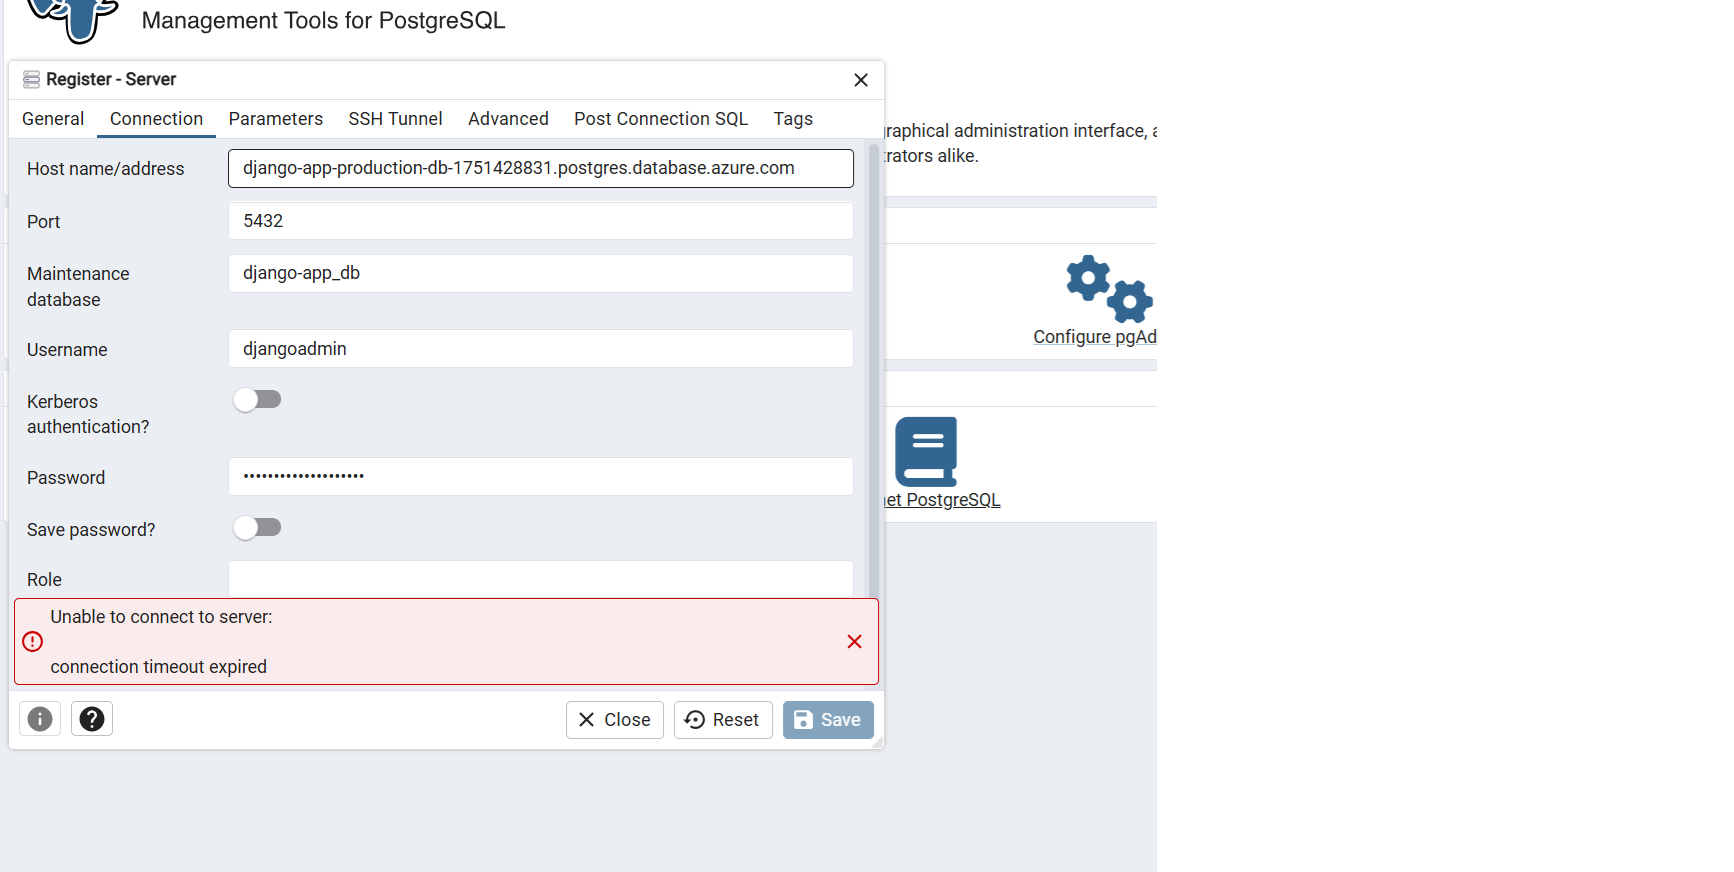 Management Tools for PostgreSQL
Register - Server
General Connection Parameters SSH Tunnel Advanced Post Connection SQL Tags
graphical administration interface, a
trators alike.
Host name/address
django-app-production-db-1751428831.postgres.database.azure.com
Port
5432
Maintenance
database
django-app_db
Username
djangoadmin
Kerberos
authentication?
Password
•••••••••••••••••••
Save password?
Role
Configure pgAd
net PostgreSQL
Unable to connect to server:
connection timeout expired
Close Reset Save